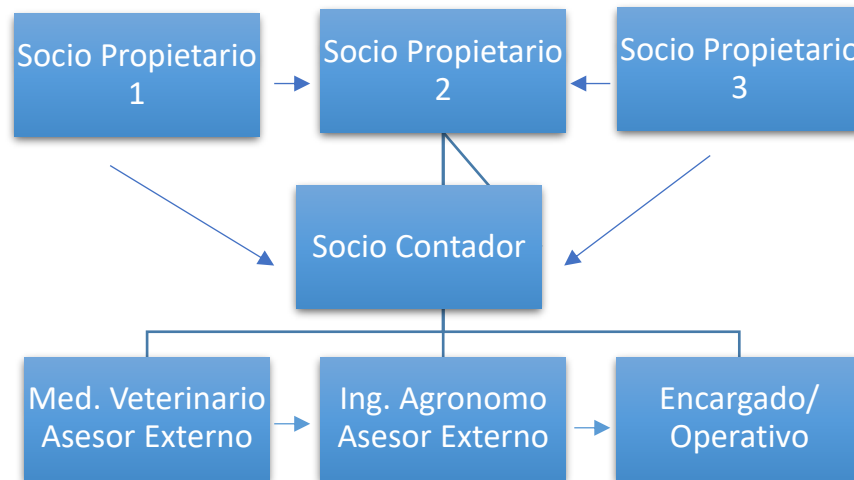 Socio Propietario
1
Socio Propietario
2
Socio Propietario
3
Socio Contador
Med. Veterinario
Asesor Externo
Ing. Agronomo
Asesor Externo
Encargado/
Operativo